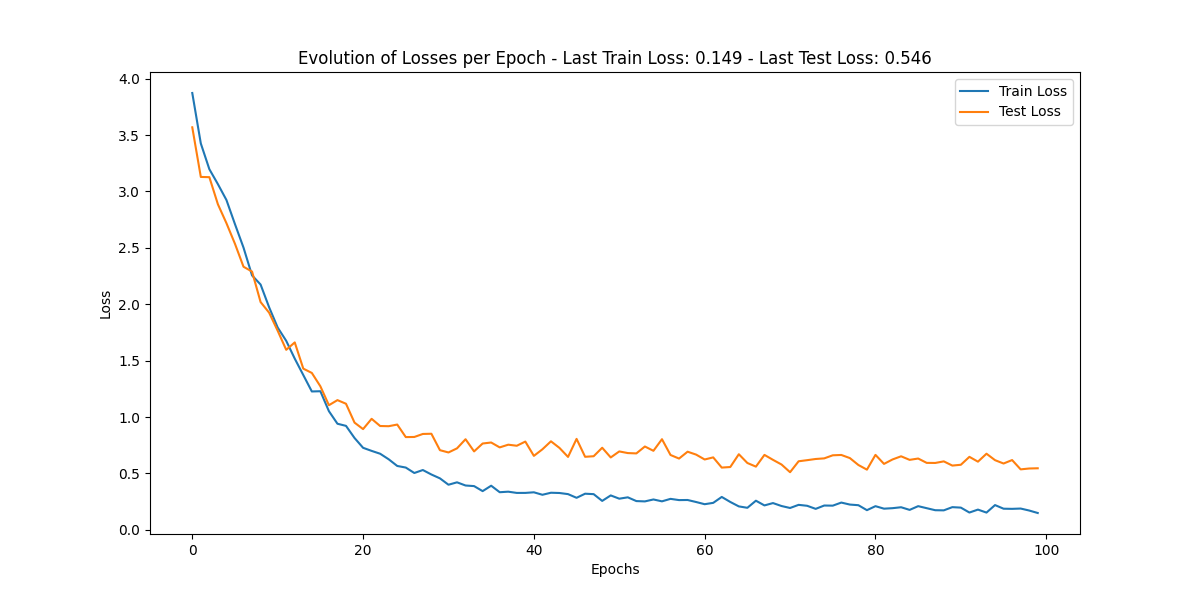 Evolution of Losses per Epoch - Last Train Loss: 0.149 - Last Test Loss: 0.546
Train Loss
Test Loss
4.0
3.5
3.0
2.5
2.0
1.5
1.0
0.5
0.0
Loss
0 20 40 60 80 100
Epochs